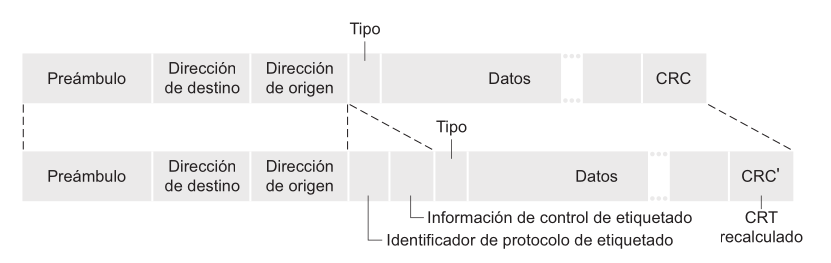 Tipo
Preámbulo
Dirección
de destino
Dirección
de origen
Datos
CRC
Tipo
Preámbulo
Dirección
de destino
Dirección
de origen
Datos
CRC'
Información de control de etiquetado
Identificador de protocolo de etiquetado
CRT
recalculado